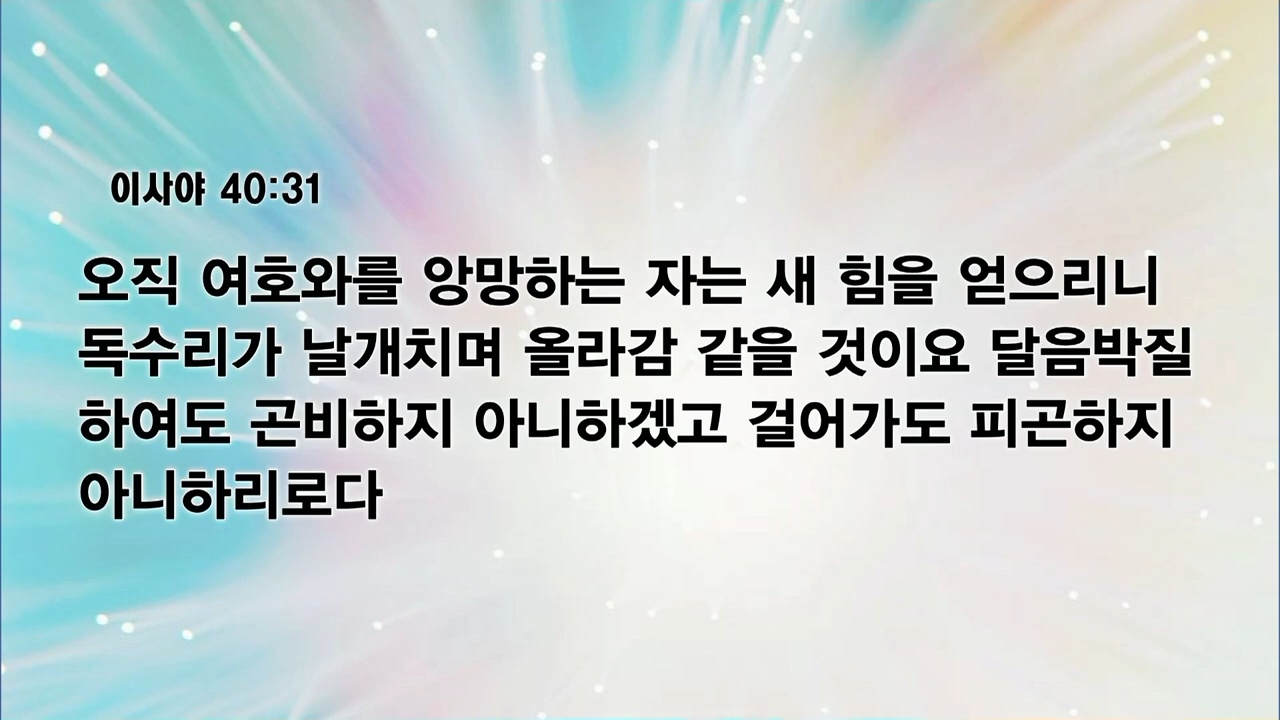 이사야 40:31
오직 여호와를 앙망하는 자는 새 힘을 얻으리니
독수리가 날개치며 올라감 같을 것이요 달음박질
하여도 곤비하지 아니하겠고 걸어가도 피곤하지
아니하리로다